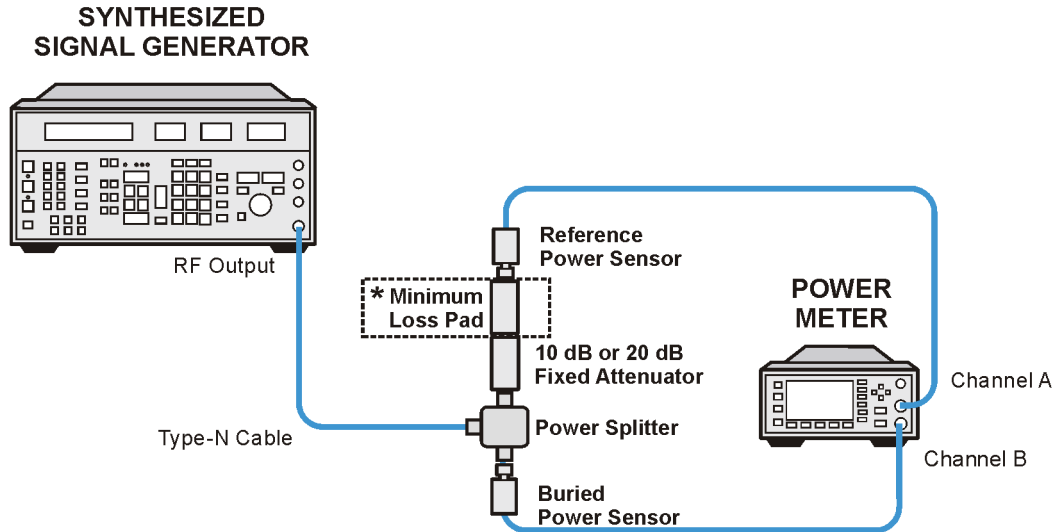 SYNTHESIZED
SIGNAL GENERATOR
RF Output
Reference
Power Sensor
* Minimum
Loss Pad
POWER
METER
10 dB or 20 dB
Fixed Attenuator
Channel A
Type-N Cable
Power Splitter
Channel B
Buried
Power Sensor